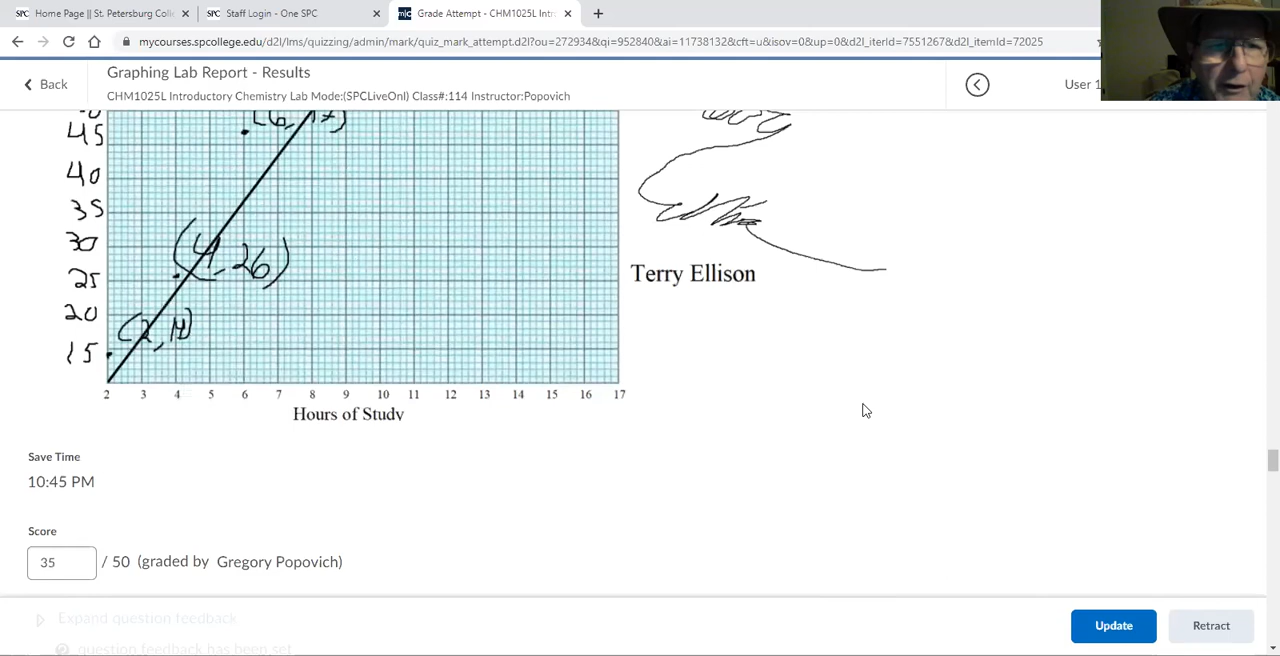 SPC Home Page || St. Petersburg Coll
SPC Staff Login - One SPC
m|c Grade Attempt - CHM1025L Intr
mycourses.spcollege.edu/d2l/lms/quizzing/admin/mark/quiz_mark_attempt.d2l?ou=272934&qi=952840&ai=11738132&cft=u&isov=0&up=0&d2l_iterId=7551267&d2l_itemId=72025
Back
Graphing Lab Report - Results
CHM1025L Introductory Chemistry Lab Mode:(SPCLiveOnl) Class#:114 Instructor:Popovich
User 1
45
40
35
30
(4, 26)
25
20
15
Terry Ellison
2 3 4 5 6 7 8 9 10 11 12 13 14 15 16 17
Hours of Study
Save Time
10:45 PM
Score
35 / 50 (graded by Gregory Popovich)
Expand question feedback
question feedback has been set
Update
Retract